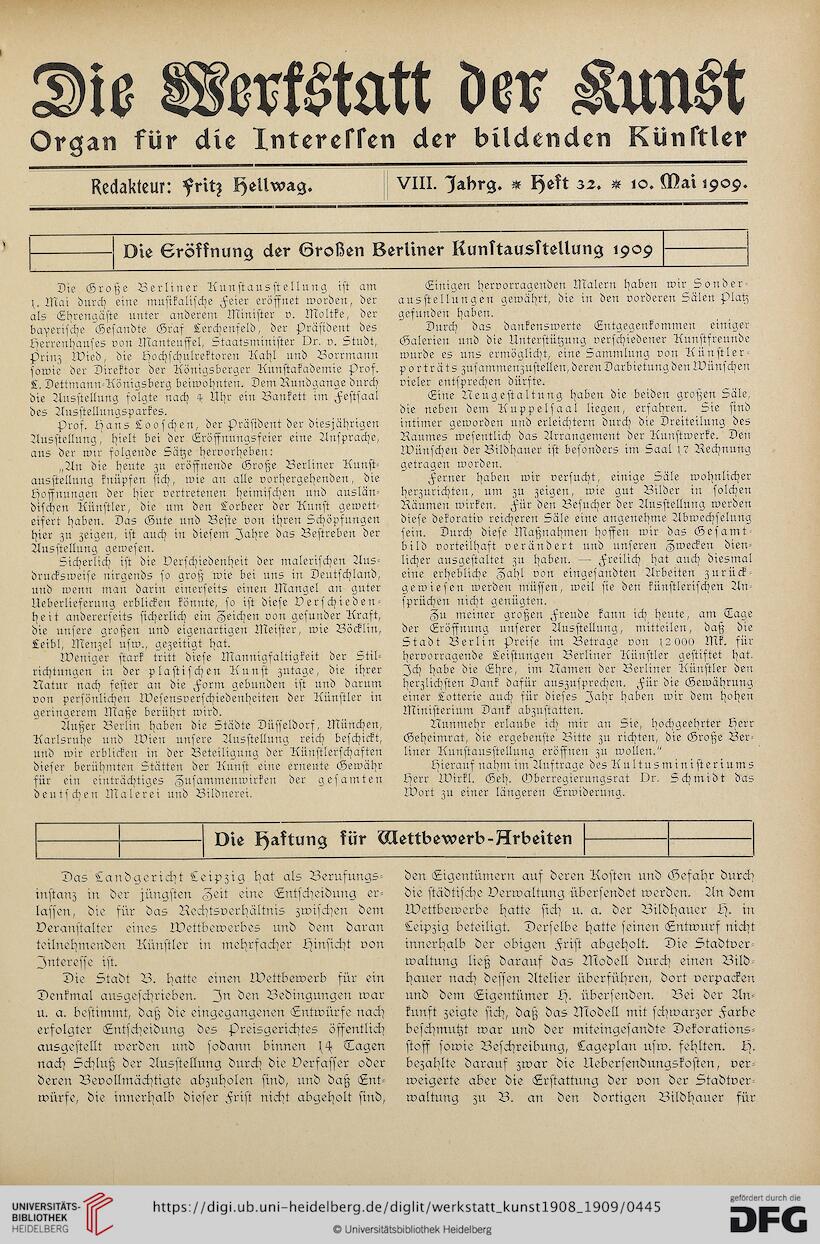 Die Werkstatt der Kunst
Organ für die Interessen der bildenden Künstler
Redakteur: Fritz Hellwag.
VIII. Jahrg. * Heft 32. * 10. Mai 1909.
Die Eröffnung der Großen Berliner Kunstausstellung 1909
Die Große Berliner Kunstausstellung ist am
1. Mai durch eine musikalische Feier eröffnet worden, der
als Ehrengäste unter anderem Minister v. Moltke, der
bayerische Gesandte Graf Lerchenfeld, der Präsident des
Herrenhauses von Manteuffel, Staatsminister Dr. v. Studt,
Prinz Wied, die Hochschulrektoren Kahl und Borrmann
sowie der Direktor der Königsberger Kunstakademie Prof.
L. Dettmann-Königsberg beiwohnten. Dem Rundgange durch
die Ausstellung folgte nach 4 Uhr ein Bankett im Festsaal
des Ausstellungsparkes.
Prof. Hans Looschen, der Präsident der diesjährigen
Ausstellung, hielt bei der Eröffnungsfeier eine Ansprache,
aus der wir folgende Sätze hervorheben:
„An die heute zu eröffnende Große Berliner Kunst-
ausstellung knüpfen sich, wie an alle vorhergehenden, die
Hoffnungen der hier vertretenen heimischen und auslän-
dischen Künstler, die um den Lorbeer der Kunst gewett-
eifert haben. Das Gute und Beste von ihren Schöpfungen
hier zu zeigen, ist auch in diesem Jahre das Bestreben der
Ausstellung gewesen.
Sicherlich ist die Verschiedenheit der malerischen Aus-
drucksweise nirgends so groß wie bei uns in Deutschland,
und wenn man darin einerseits einen Mangel an guter
Ueberlieferung erblicken könnte, so ist diese Verschieden-
heit andererseits sicherlich ein Zeichen von gesunder Kraft,
die unsere großen und eigenartigen Meister, wie Böcklin,
Leibl, Menzel usw., gezeitigt hat.
Weniger stark tritt diese Mannigfaltigkeit der Stil-
richtungen in der plastischen Kunst zutage, die ihrer
Natur nach fester an die Form gebunden ist und darum
von persönlichen Wesensverschiedenheiten der Künstler in
geringerem Maße berührt wird.
Außer Berlin haben die Städte Düsseldorf, München,
Karlsruhe und Wien unsere Ausstellung reich beschickt,
und wir erblicken in der Beteiligung der Künstlerschaften
dieser berühmten Stätten der Kunst eine erneute Gewähr
für ein einträchtiges Zusammenwirken der gesamten
deutschen Malerei und Bildnerei.
Einigen hervorragenden Malern haben wir Sonder-
ausstellungen gewährt, die in den vorderen Sälen Platz
gefunden haben.
Durch das dankenswerte Entgegenkommen einiger
Galerien und die Unterstützung verschiedener Kunstfreunde
wurde es uns ermöglicht, eine Sammlung von Künstler-
porträts zusammenzustellen, deren Darbietung den Wünschen
vieler entsprechen dürfte.
Eine Neugestaltung haben die beiden großen Säle,
die neben dem Kuppelsaal liegen, erfahren. Sie sind
intimer geworden und erleichtern durch die Dreiteilung des
Raumes wesentlich das Arrangement der Kunstwerke. Den
Wünschen der Bildhauer ist besonders im Saal 17 Rechnung
getragen worden.
Ferner haben wir versucht, einige Säle wohnlicher
herzurichten, um zu zeigen, wie gut Bilder in solchen
Räumen wirken. Für den Besucher der Ausstellung werden
diese dekorativ reicheren Säle eine angenehme Abwechselung
sein. Durch diese Maßnahmen hoffen wir das Gesamt-
bild vorteilhaft verändert und unseren Zwecken dien-
licher ausgestaltet zu haben. — Freilich hat auch diesmal
eine erhebliche Zahl von eingesandten Arbeiten zurück-
gewiesen werden müssen, weil sie den künstlerischen An-
sprüchen nicht genügten.
Zu meiner großen Freude kann ich heute, am Tage
der Eröffnung unserer Ausstellung, mitteilen, daß die
Stadt Berlin Preise im Betrage von 12000 Mk. für
hervorragende Leistungen Berliner Künstler gestiftet hat.
Ich habe die Ehre, im Namen der Berliner Künstler den
herzlichsten Dank dafür auszusprechen. Für die Gewährung
einer Lotterie auch für dieses Jahr haben wir dem hohen
Ministerium Dank abzustatten.
Nunmehr erlaube ich mir an Sie, hochgeehrter Herr
Geheimrat, die ergebenste Bitte zu richten, die Große Ber-
liner Kunstausstellung eröffnen zu wollen.“
Hierauf nahm im Auftrage des Kultusministeriums
Herr Wirkl. Geh. Oberregierungsrat Dr. Schmidt das
Wort zu einer längeren Erwiderung.
Die Haftung für Wettbewerb-Arbeiten
Das Landgericht Leipzig hat als Berufungs-
instanz in der jüngsten Zeit eine Entscheidung er-
lassen, die für das Rechtsverhältnis zwischen dem
Veranstalter eines Wettbewerbes und dem daran
teilnehmenden Künstler in mehrfacher Hinsicht von
Interesse ist.
Die Stadt B. hatte einen Wettbewerb für ein
Denkmal ausgeschrieben. In den Bedingungen war
u. a. bestimmt, daß die eingegangenen Entwürfe nach
erfolgter Entscheidung des Preisgerichtes öffentlich
ausgestellt werden und sodann binnen 14 Tagen
nach Schluß der Ausstellung durch die Verfasser oder
deren Bevollmächtigte abzuholen sind, und daß Ent-
würfe, die innerhalb dieser Frist nicht abgeholt sind,
den Eigentümern auf deren Kosten und Gefahr durch
die städtische Verwaltung übersendet werden. An dem
Wettbewerbe hatte sich u. a. der Bildhauer H. in
Leipzig beteiligt. Derselbe hatte seinen Entwurf nicht
innerhalb der obigen Frist abgeholt. Die Stadtver-
waltung ließ darauf das Modell durch einen Bild-
hauer nach dessen Atelier überführen, dort verpacken
und dem Eigentümer H. übersenden. Bei der An-
kunft zeigte sich, daß das Modell mit schwarzer Farbe
beschmutzt war und der miteingesandte Dekorations-
stoff sowie Beschreibung, Lageplan usw. fehlten. H.
bezahlte darauf zwar die Uebersendungskosten, ver-
weigerte aber die Erstattung der von der Stadtver-
waltung zu B. an den dortigen Bildhauer für
UNIVERSITÄTS-
BIBLIOTHEK
HEIDELBERG
https://digi.ub.uni-heidelberg.de/diglit/werkstatt_kunst1908_1909/0445
© Universitätsbibliothek Heidelberg
gefördert durch die
DFG